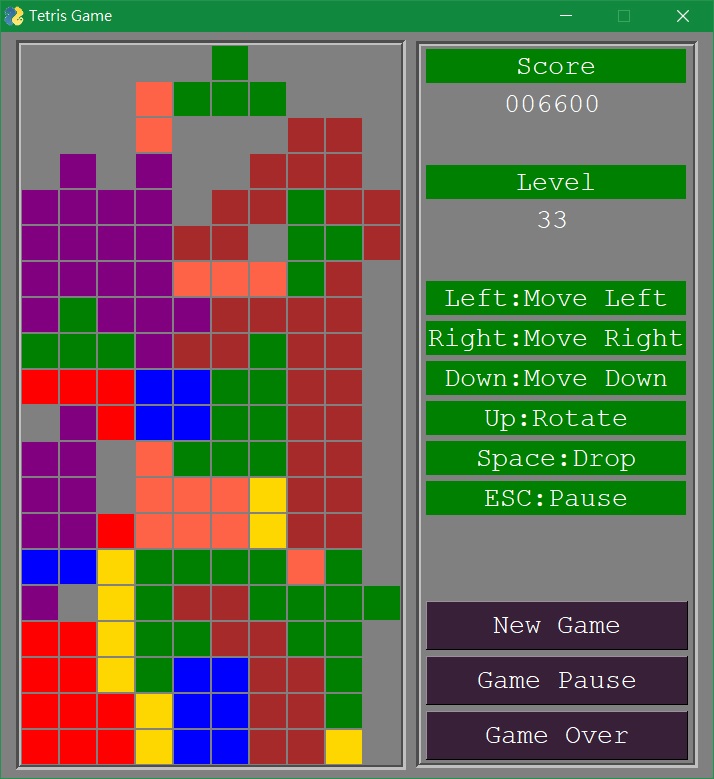 Tetris Game
Score
006600
Level
33
Left:Move Left
Right:Move Right
Down:Move Down
Up:Rotate
Space:Drop
ESC:Pause
New Game
Game Pause
Game Over